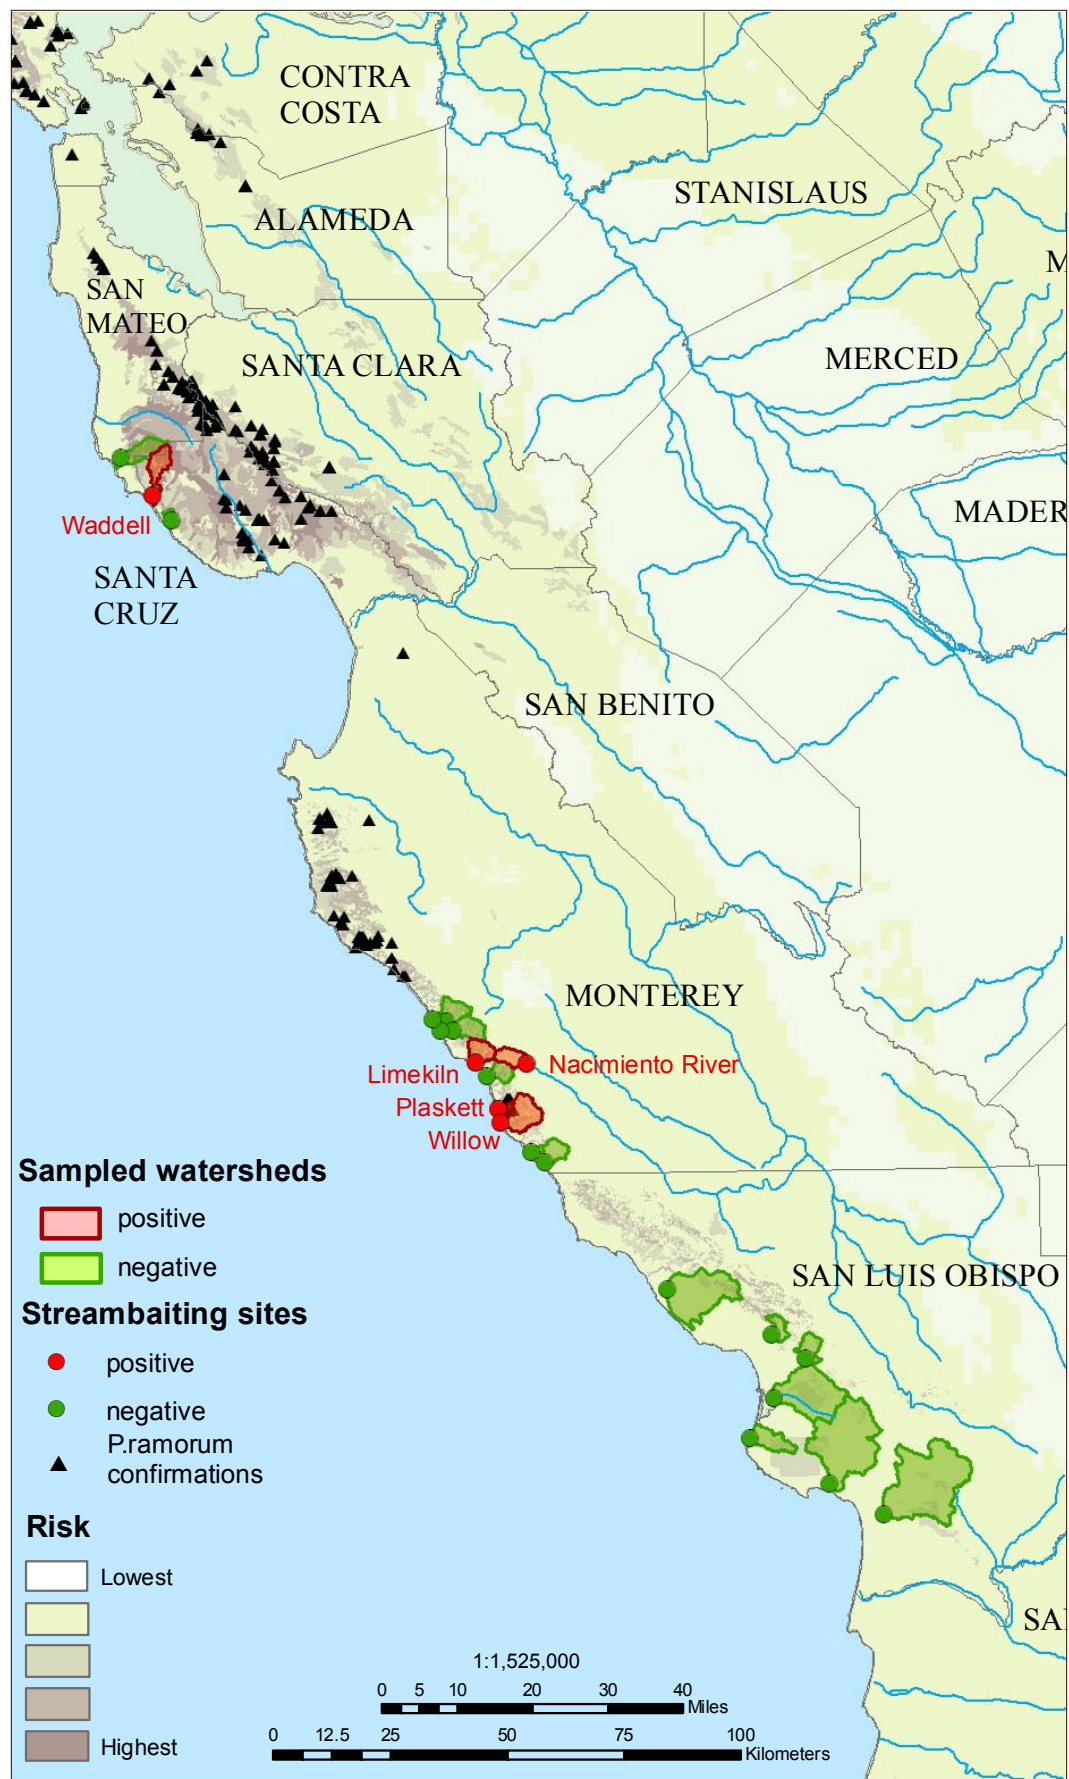 CONTRA
COSTA
STANISLAUS
ALAMEDA
M
SAN
MATEO
SANTA CLARA
MERCED
MADER
Waddell
SANTA
CRUZ
SAN BENITO
MONTEREY
Limekiln
Nacimiento River
Plaskett
Willow
Sampled watersheds
positive
negative
SAN LUIS OBISPO
Streambaiting sites
positive
negative
P.ramorum
confirmations
Risk
Lowest
Highest
SA
1:1,525,000
0 5 10 20 30 40
Miles
0 12.5 25 50 75 100
Kilometers